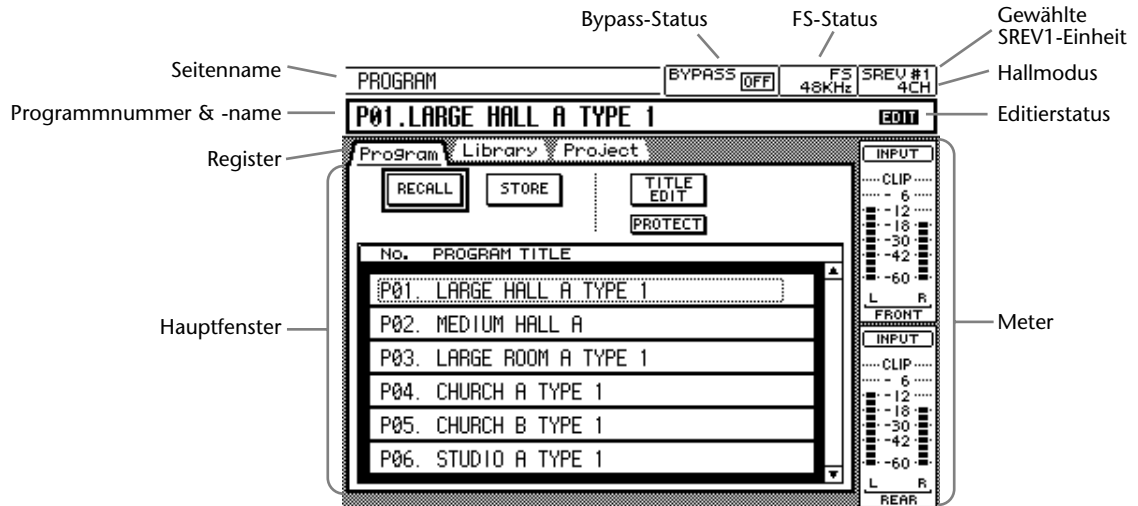 Bypass-Status
FS-Status
Gewählte
SREV1-Einheit
Seitenname
PROGRAM
BYPASS OFF
FS
48KHz
SREV #1
4CH
Hallmodus
Programmnummer & -name
P01.LARGE HALL A TYPE 1
EDIT
Editierstatus
Register
Program
Library
Project
RECALL
STORE
TITLE
EDIT
PROTECT
No. PROGRAM TITLE
P01. LARGE HALL A TYPE 1
P02. MEDIUM HALL A
P03. LARGE ROOM A TYPE 1
P04. CHURCH A TYPE 1
P05. CHURCH B TYPE 1
P06. STUDIO A TYPE 1
Hauptfenster
INPUT
CLIP
- 6
-12
-18
-30
-42
-60
L R
FRONT
INPUT
CLIP
- 6
-12
-18
-30
-42
-60
L R
REAR
Meter